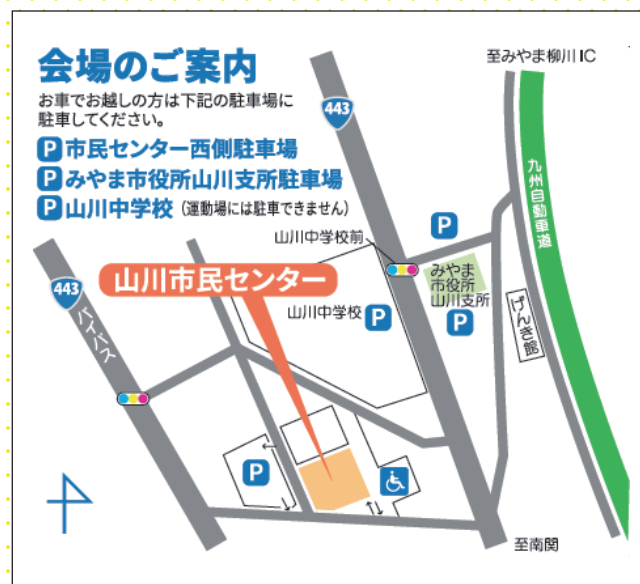 会場のご案内
お車でお越しの方は下記の駐車場に
駐車してください。
P 市民センター西側駐車場
P みやま市役所山川支所駐車場
P 山川中学校 (運動場には駐車できません)
至みやま柳川IC
443
九州自動車道
P
山川中学校前
443
バイパス
山川市民センター
みやま
市役所
山川支所
山川中学校
P
P
げんき館
P
至南関